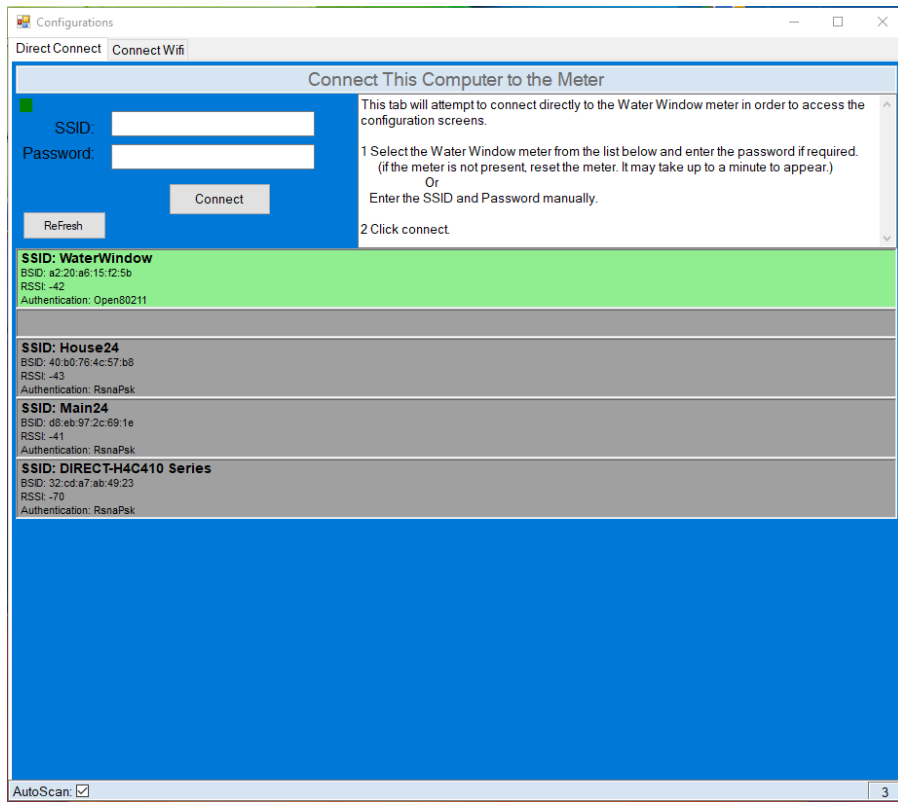 Configurations
Direct Connect Connect Wifi
Connect This Computer to the Meter
SSID:
Password:
Connect
ReFresh
This tab will attempt to connect directly to the Water Window meter in order to access the
configuration screens.
1 Select the Water Window meter from the list below and enter the password if required.
(if the meter is not present, reset the meter. It may take up to a minute to appear.)
Or
Enter the SSID and Password manually.
2 Click connect.
SSID: WaterWindow
BSID: a2:20:a6:15:f2:5b
RSSI: -42
Authentication: Open80211
SSID: House24
BSID: 40:b0:76:4c:57:b8
RSSI: -43
Authentication: RsnaPsk
SSID: Main24
BSID: d8:eb:97:2c:69:1e
RSSI: -41
Authentication: RsnaPsk
SSID: DIRECT-H4C410 Series
BSID: 32:cd:a7:ab:49:23
RSSI: -70
Authentication: RsnaPsk
AutoScan:
3